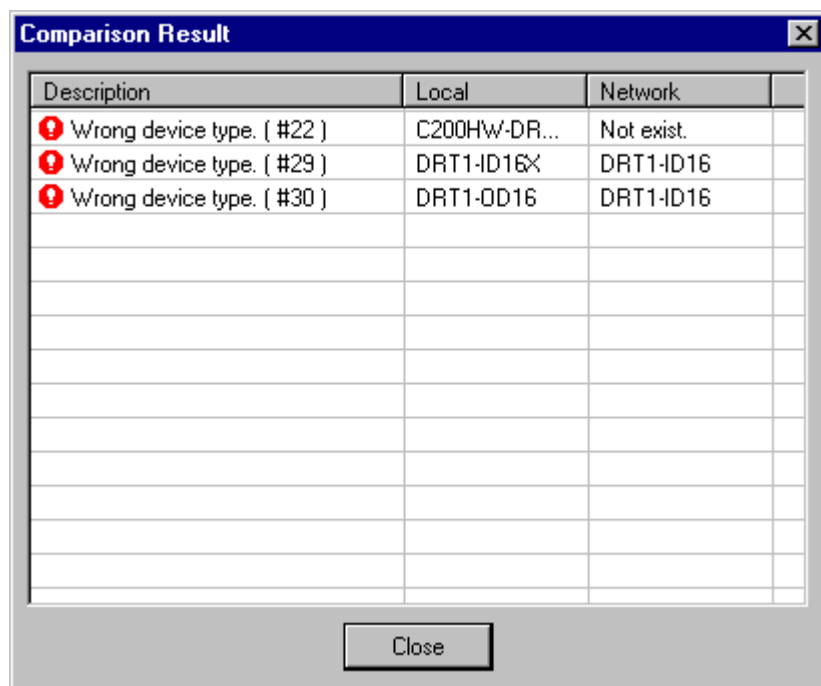 Comparison Result
Description Local Network
Wrong device type. ( #22 ) C200HW-DR... Not exist.
Wrong device type. ( #29 ) DRT1-ID16X DRT1-ID16
Wrong device type. ( #30 ) DRT1-OD16 DRT1-ID16
Close